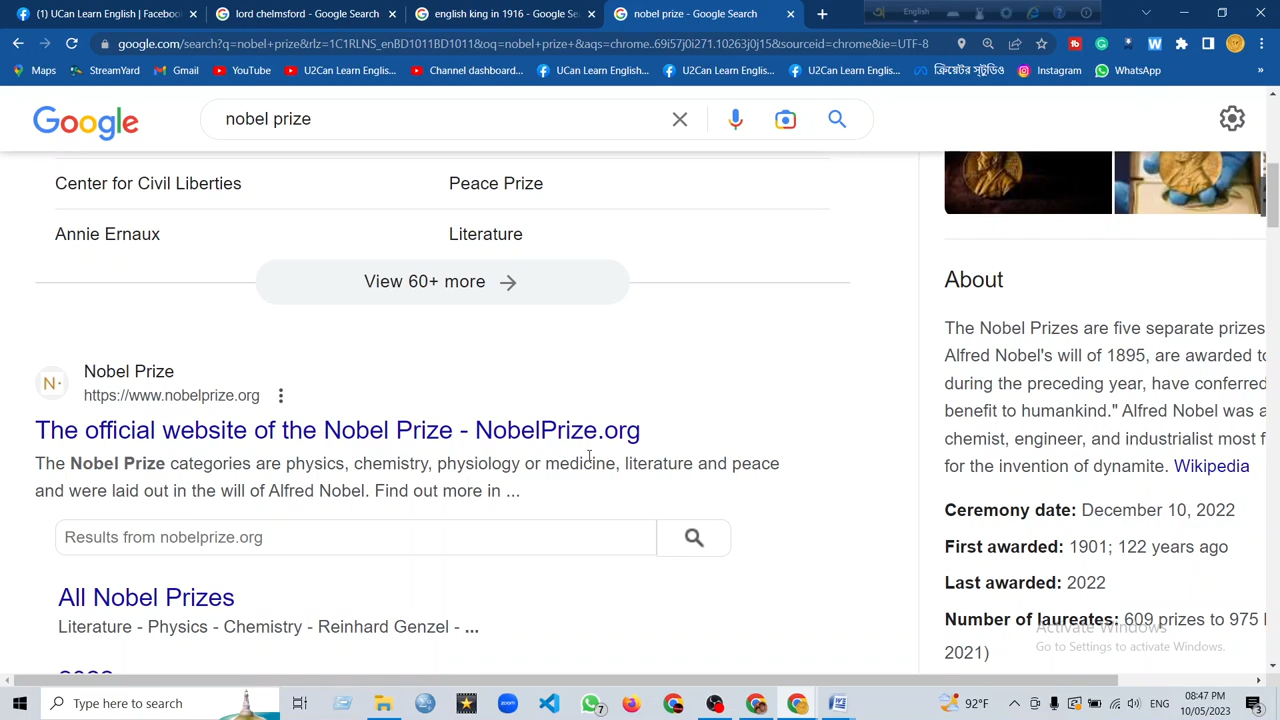 (1) UCan Learn English | Facebo
lord chelmsford - Google Search
english king in 1916 - Google Se
nobel prize - Google Search
English
google.com/search?q=nobel+prize&rlz=1C1RLNS_enBD1011BD1011&oq=nobel+prize+&aqs=chrome..69i57j0i271.10263j0j15&sourceid=chrome&ie=UTF-8
Maps
StreamYard
Gmail
YouTube
U2Can Learn Englis...
Channel dashboard...
UCan Learn English...
U2Can Learn Englis...
U2Can Learn Englis...
ক্রিয়েটর স্টুডিও
Instagram
WhatsApp
»
Google
nobel prize
Center for Civil Liberties Peace Prize
Annie Ernaux Literature
View 60+ more
Nobel Prize
https://www.nobelprize.org
The official website of the Nobel Prize - NobelPrize.org
The Nobel Prize categories are physics, chemistry, physiology or medicine, literature and peace
and were laid out in the will of Alfred Nobel. Find out more in ...
Results from nobelprize.org
All Nobel Prizes
Literature - Physics - Chemistry - Reinhard Genzel - ...
About
The Nobel Prizes are five separate prizes
Alfred Nobel's will of 1895, are awarded to
during the preceding year, have conferred
benefit to humankind." Alfred Nobel was a
chemist, engineer, and industrialist most f
for the invention of dynamite. Wikipedia
Ceremony date: December 10, 2022
First awarded: 1901; 122 years ago
Last awarded: 2022
Number of laureates: 609 prizes to 975
2021)
Activate Windows
Go to Settings to activate Windows.
Type here to search
zoom
7
92°F
ENG
08:47 PM
10/05/2023
3